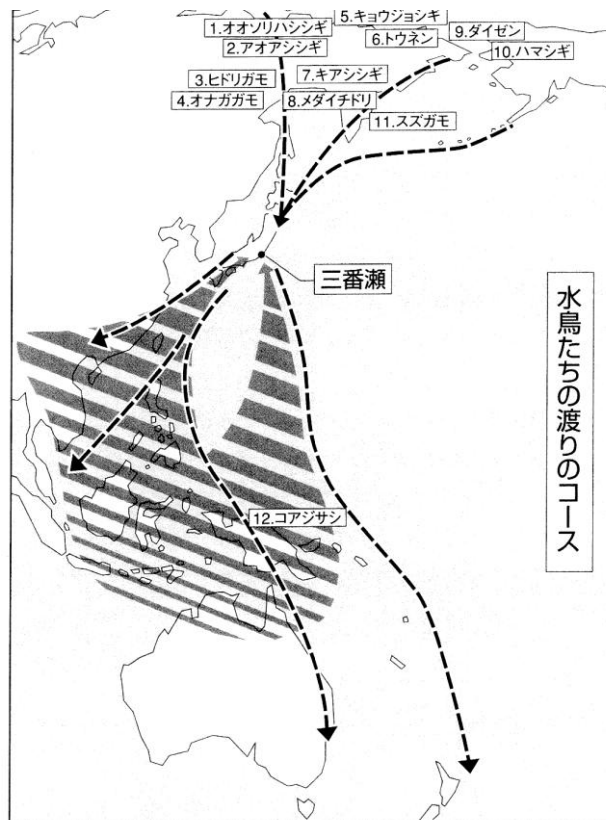 1.オオソリハシシギ
2.アオアシシギ
3.ヒドリガモ
4.オナガガモ
5.キョウジョシギ
6.トウネン
7.キアシシギ
8.メダイチドリ
9.ダイゼン
10.ハマシギ
11.スズガモ
三番瀬
水鳥たちの渡りのコース
12.コアジサシ